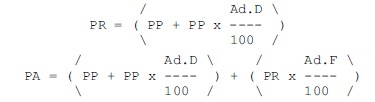 / Ad.D \
PR = ( PP + PP x ---- )
\ 100 /
/ Ad.D \ / Ad.F \
PA = ( PP + PP x ---- ) + ( PR x ---- )
\ 100 / \ 100 /